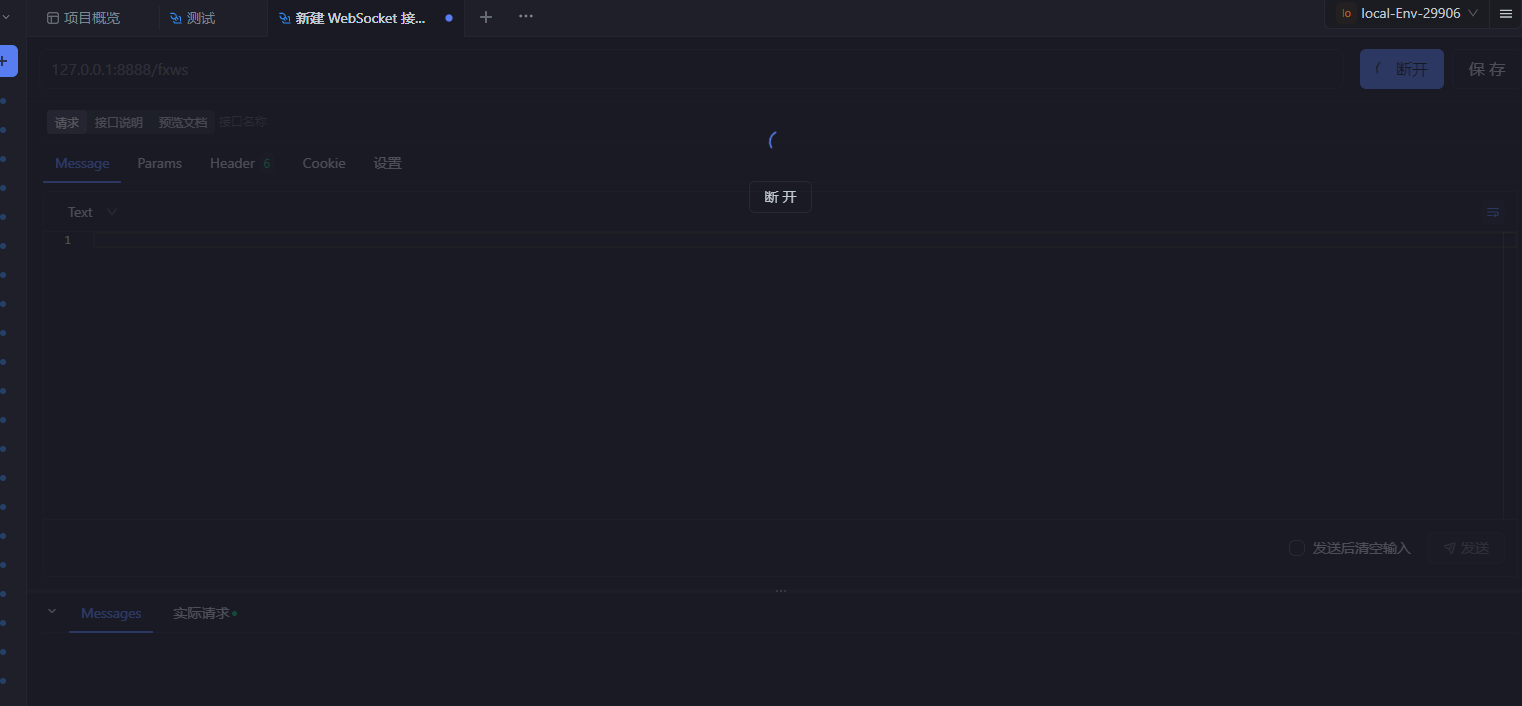 项目概览 测试 新建 WebSocket 接... local-Env-29906
127.0.0.1:8888/fxws 断开 保 存
请求 接口说明 预览文档 接口名称
Message Params Header 6 Cookie 设置
断 开
Text
1
发送后清空输入 发送
Messages 实际请求